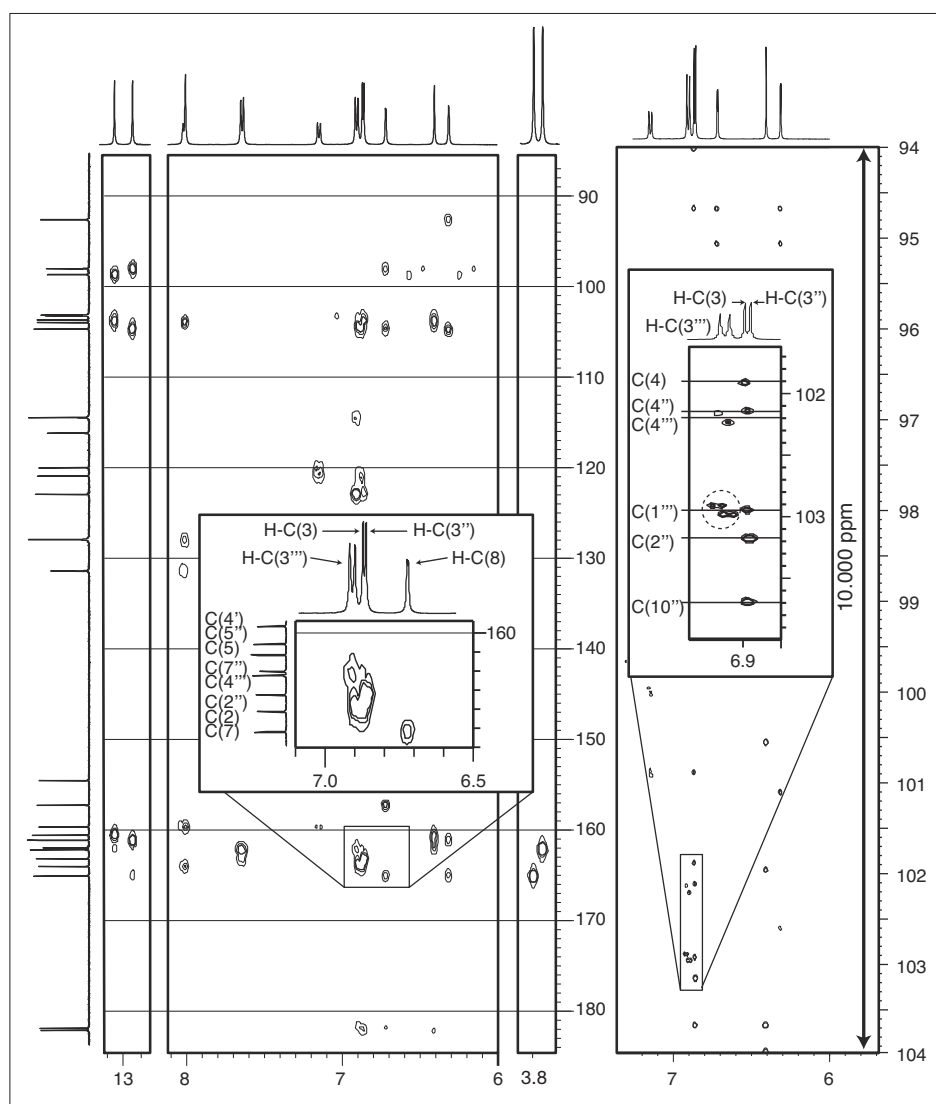 90
100
110
120
130
140
150
160
170
180
13
8
7
6
3.8
H-C(3)
H-C(3'')
H-C(3''')
H-C(8)
C(4')
C(5'')
C(5)
C(7'')
C(4''')
C(2'')
C(2)
C(7)
160
7.0
6.5
94
95
96
97
98
99
100
101
102
103
104
10.000 ppm
7
6
H-C(3)
H-C(3'')
H-C(3''')
C(4)
C(4'')
C(4''')
C(1''')
C(2'')
C(10'')
102
103
6.9